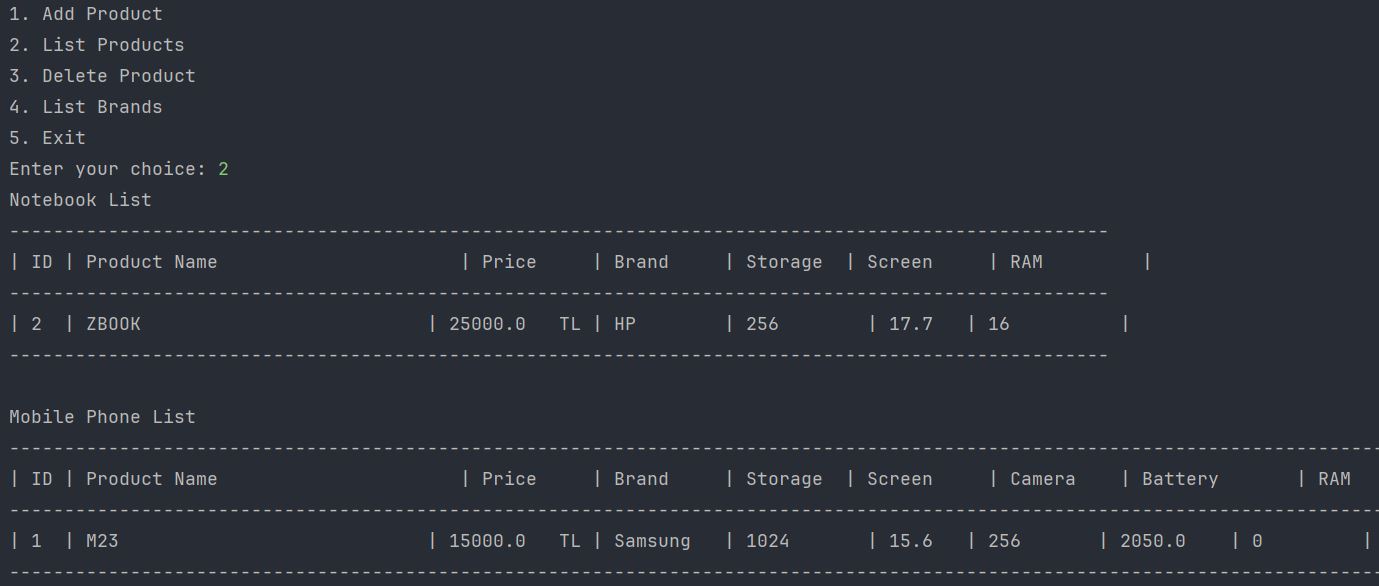 1. Add Product
2. List Products
3. Delete Product
4. List Brands
5. Exit
Enter your choice: 2
Notebook List
----------------------------------------------------------------------------------------------------
| ID | Product Name                      | Price     | Brand     | Storage  | Screen     | RAM         |
----------------------------------------------------------------------------------------------------
| 2  | ZBOOK                          | 25000.0   TL | HP        | 256        | 17.7   | 16          |
----------------------------------------------------------------------------------------------------

Mobile Phone List
-----------------------------------------------------------------------------------------------------------------------------
| ID | Product Name                      | Price     | Brand     | Storage  | Screen     | Camera    | Battery       | RAM
-----------------------------------------------------------------------------------------------------------------------------
| 1  | M23                            | 15000.0   TL | Samsung   | 1024       | 15.6   | 256       | 2050.0    | 0         |
-----------------------------------------------------------------------------------------------------------------------------